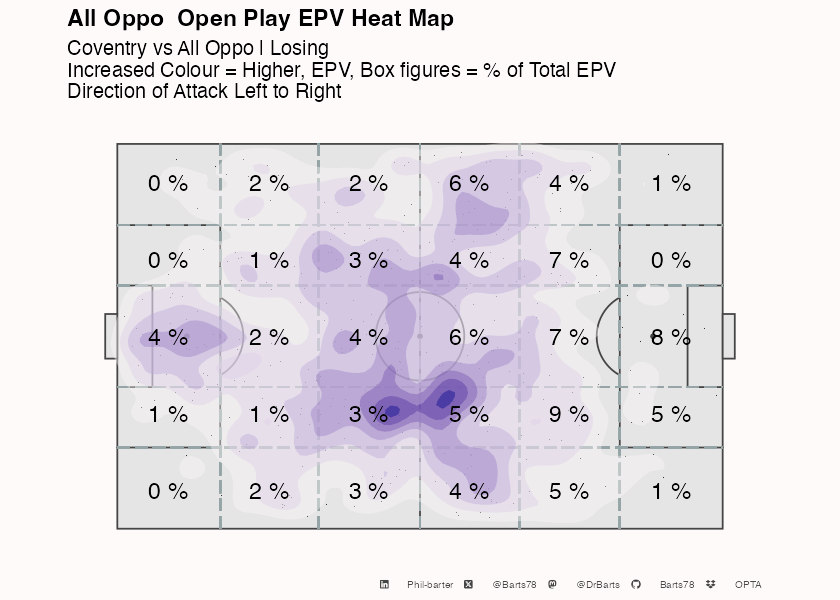 All Oppo  Open Play EPV Heat Map
Coventry vs All Oppo | Losing
Increased Colour = Higher, EPV, Box figures = % of Total EPV
Direction of Attack Left to Right
0 % 2 % 2 % 6 % 4 % 1 %
0 % 1 % 3 % 4 % 7 % 0 %
4 % 2 % 4 % 6 % 7 % 8 %
1 % 1 % 3 % 5 % 9 % 5 %
0 % 2 % 3 % 4 % 5 % 1 %
Phil-barter @Barts78 @DrBarts Barts78 OPTA